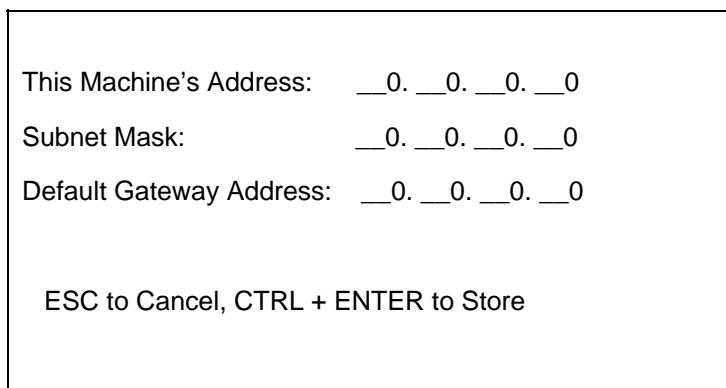 This Machine's Address: __0. __0. __0. __0
Subnet Mask: __0. __0. __0. __0
Default Gateway Address: __0. __0. __0. __0
ESC to Cancel, CTRL + ENTER to Store